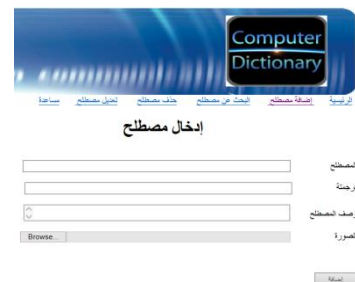 Computer
Dictionary
الرئيسية إضافة مصطلح البحث عن مصطلح حذف مصطلح تعديل مصطلح مساعدة
إدخال مصطلح
المصطلح
ترجمة
وصف المصطلح
الصورة
Browse...
إضافة